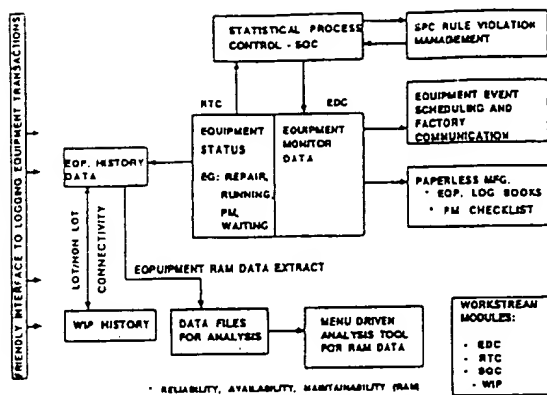 FRIENDLY INTERFACE TO LOGGING EQUIPMENT TRANSACTIONS
STATISTICAL PROCESS
CONTROL - SQC
SPC RULE VIOLATION
MANAGEMENT
RTC
EDC
EQUIPMENT
STATUS
EG: REPAIR,
RUNNING,
PM,
WAITING
EQUIPMENT
MONITOR
DATA
EQUIPMENT EVENT
SCHEDULING AND
FACTORY
COMMUNICATION
EQP. HISTORY
DATA
PAPERLESS MFG.
* EQP. LOG BOOKS
* PM CHECKLIST
LOT/NON LOT
CONNECTIVITY
EQPUIPMENT RAM DATA EXTRACT
WIP HISTORY
DATA FILES
FOR ANALYSIS
MENU DRIVEN
ANALYSIS TOOL
FOR RAM DATA
WORKSTREAM
MODULES:
- EDC
- RTC
- SQC
- WIP
* RELIABILITY, AVAILABILITY, MAINTAINABILITY (RAM)